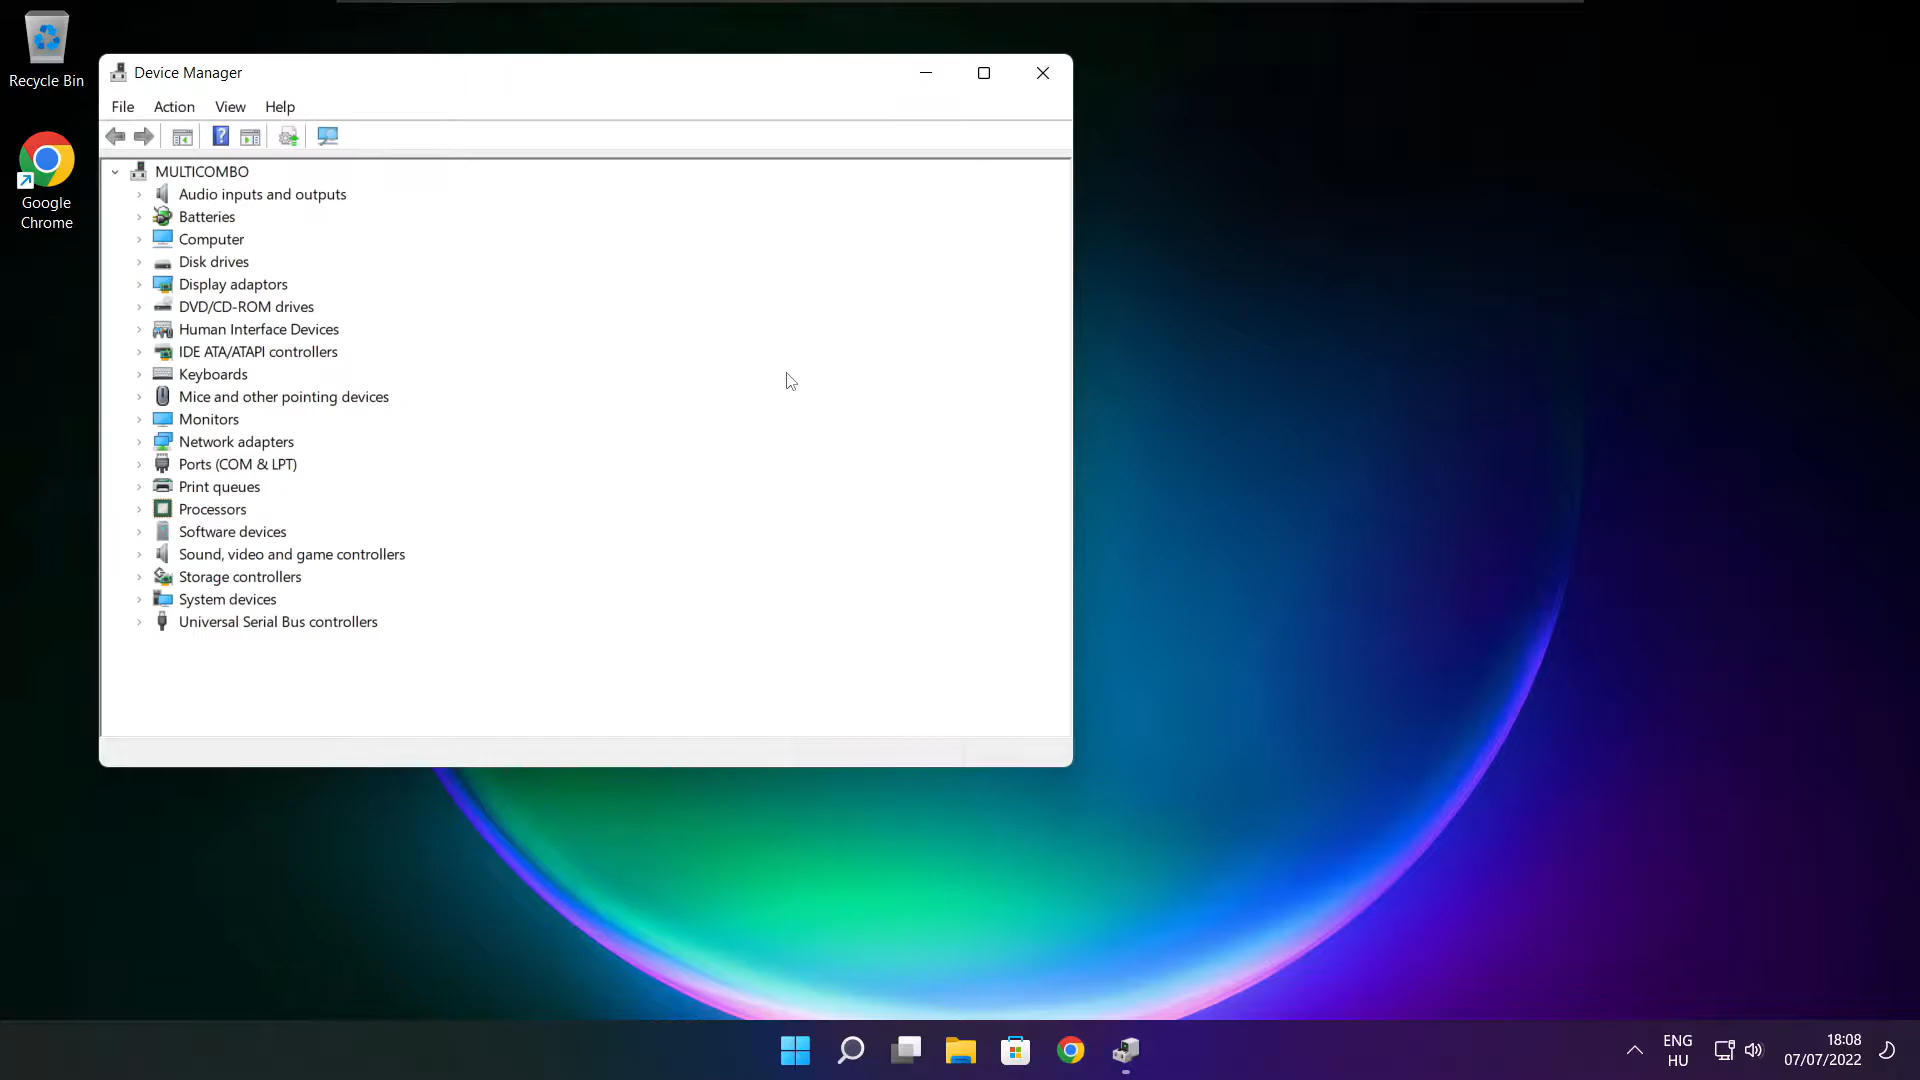 Recycle Bin
Google
Chrome
Device Manager
File Action View Help
MULTICOMBO
Audio inputs and outputs
Batteries
Computer
Disk drives
Display adaptors
DVD/CD-ROM drives
Human Interface Devices
IDE ATA/ATAPI controllers
Keyboards
Mice and other pointing devices
Monitors
Network adapters
Ports (COM & LPT)
Print queues
Processors
Software devices
Sound, video and game controllers
Storage controllers
System devices
Universal Serial Bus controllers
ENG
HU
18:08
07/07/2022